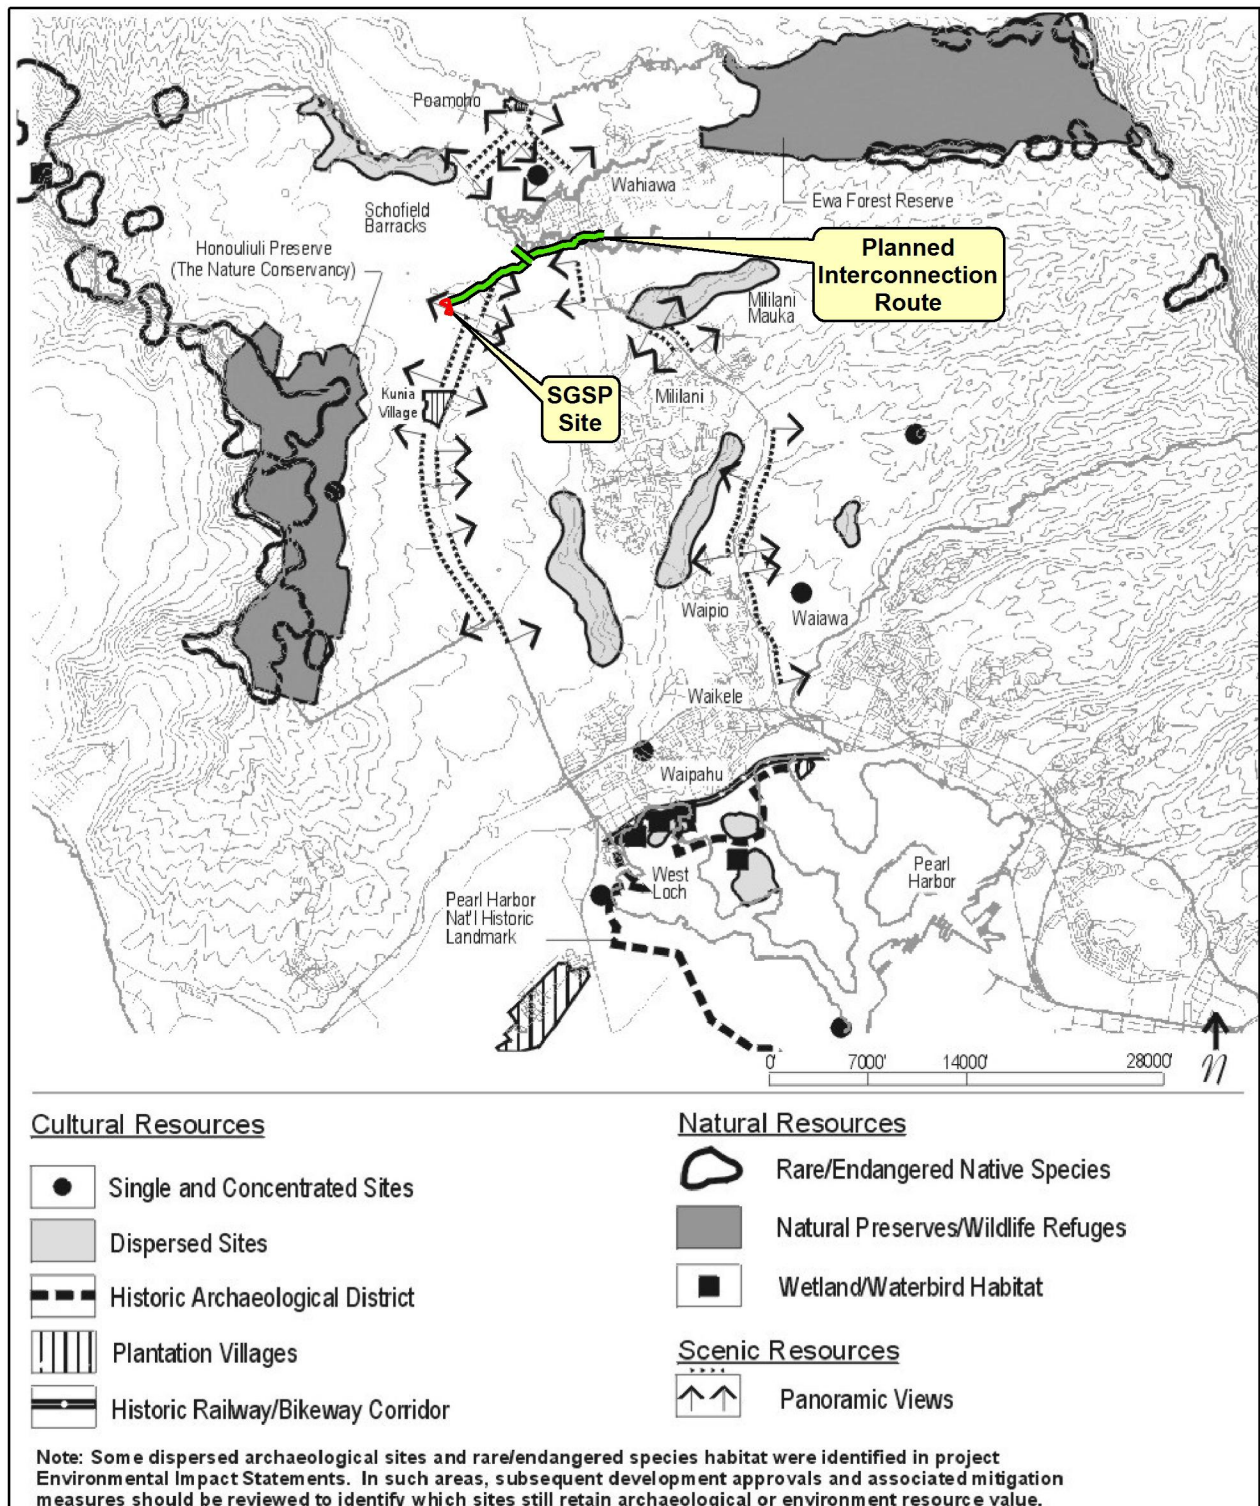 Poamoho
Wahiawa
Schofield
Barracks
Ewa Forest Reserve
Honouliuli Preserve
(The Nature Conservancy)
Planned
Interconnection
Route
Mililani
Mauka
SGSP
Site
Kunia
Village
Mililani
Waipio
Waiawa
Waikele
Waipahu
West
Loch
Pearl
Harbor
Pearl Harbor
Nat'l Historic
Landmark
0' 7000' 14000' 28000'
N
Cultural Resources
Single and Concentrated Sites
Dispersed Sites
Historic Archaeological District
Plantation Villages
Historic Railway/Bikeway Corridor
Natural Resources
Rare/Endangered Native Species
Natural Preserves/Wildlife Refuges
Wetland/Waterbird Habitat
Scenic Resources
Panoramic Views
Note: Some dispersed archaeological sites and rare/endangered species habitat were identified in project
Environmental Impact Statements. In such areas, subsequent development approvals and associated mitigation
measures should be reviewed to identify which sites still retain archaeological or environment resource value.